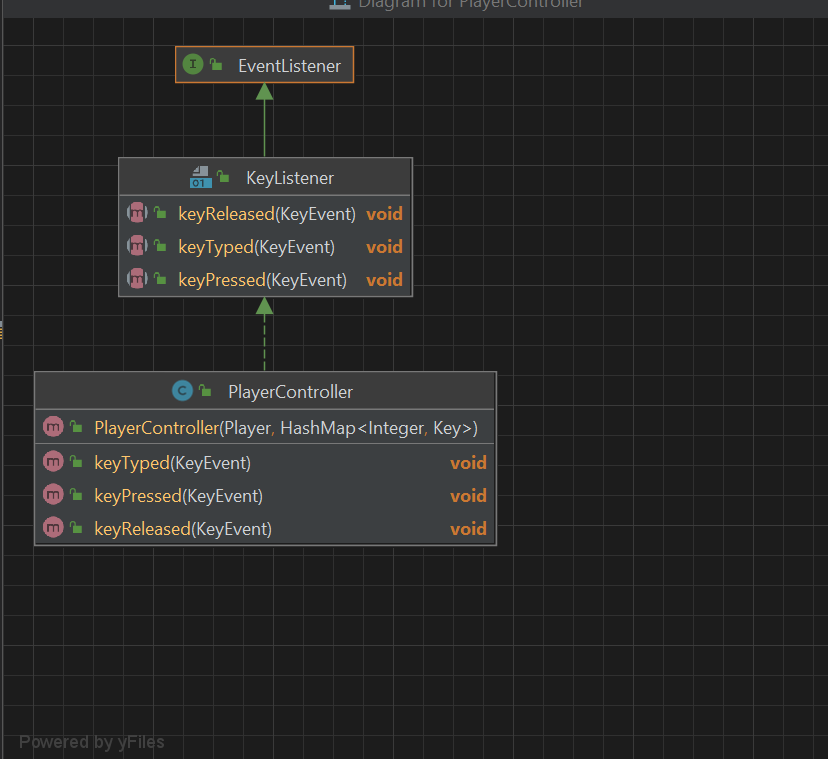 Diagram for PlayerController
EventListener
KeyListener
keyReleased(KeyEvent) void
keyTyped(KeyEvent) void
keyPressed(KeyEvent) void
PlayerController
PlayerController(Player, HashMap<Integer, Key>)
keyTyped(KeyEvent) void
keyPressed(KeyEvent) void
keyReleased(KeyEvent) void
Powered by yFiles